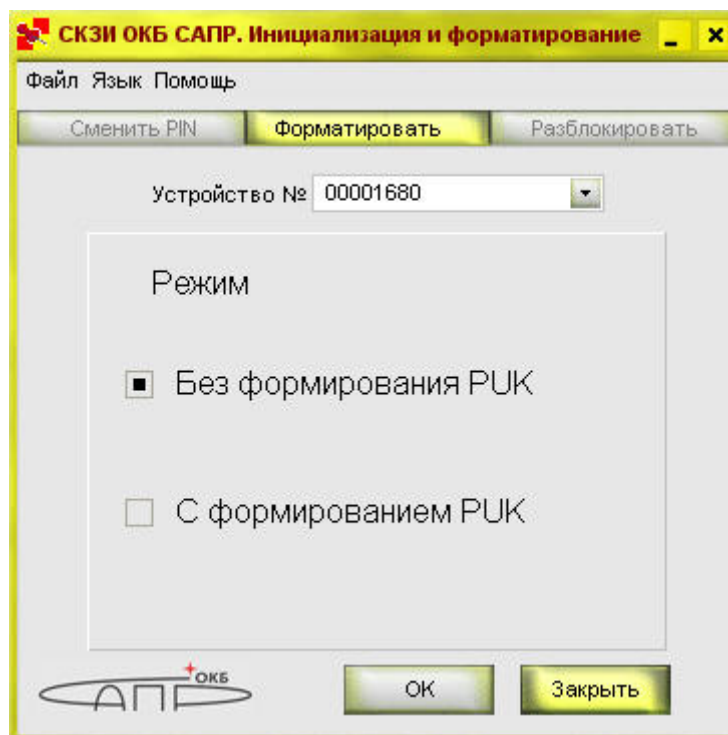 СКЗИ ОКБ САПР. Инициализация и форматирование
Файл Язык Помощь
Сменить PIN Форматировать Разблокировать
Устройство № 00001680
Режим
Без формирования PUK
С формированием PUK
САПР ОКБ
OK Закрыть